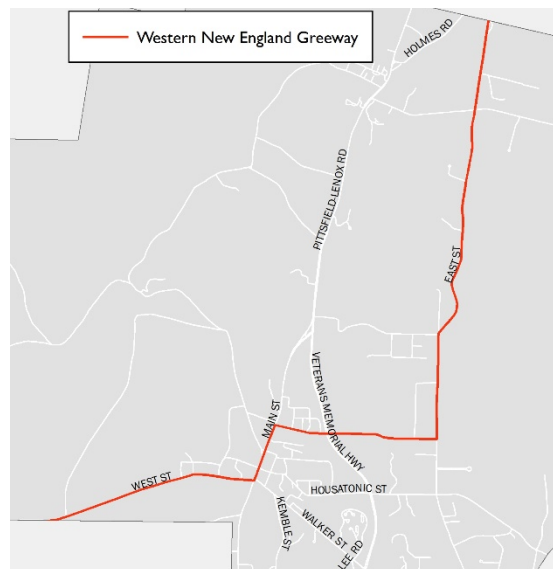 Western New England Greeway
HOLMES RD
PITTSFIELD-LENOX RD
EAST ST
VETERANS MEMORIAL HWY
MAIN ST
WEST ST
HOUSATONIC ST
KEMBLE ST
WALKER ST
LEE RD